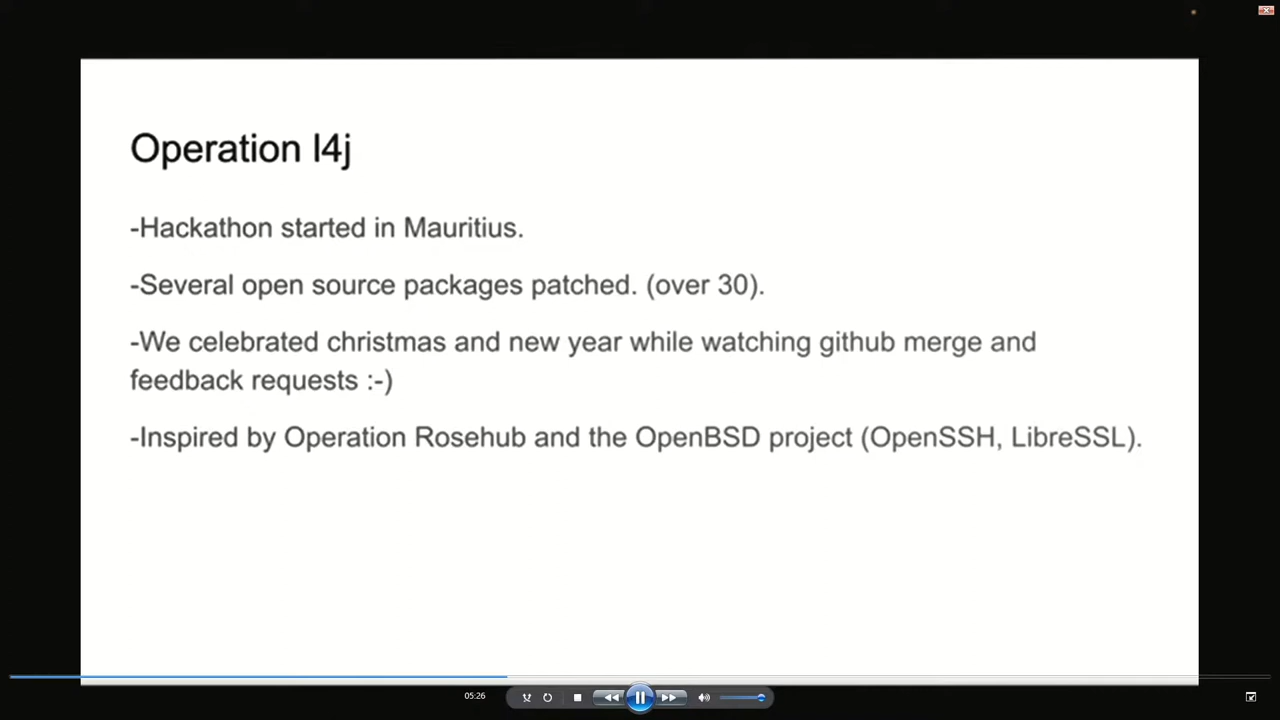 Operation l4j
-Hackathon started in Mauritius.
-Several open source packages patched. (over 30).
-We celebrated christmas and new year while watching github merge and
feedback requests :-)
-Inspired by Operation Rosehub and the OpenBSD project (OpenSSH, LibreSSL).
05:26